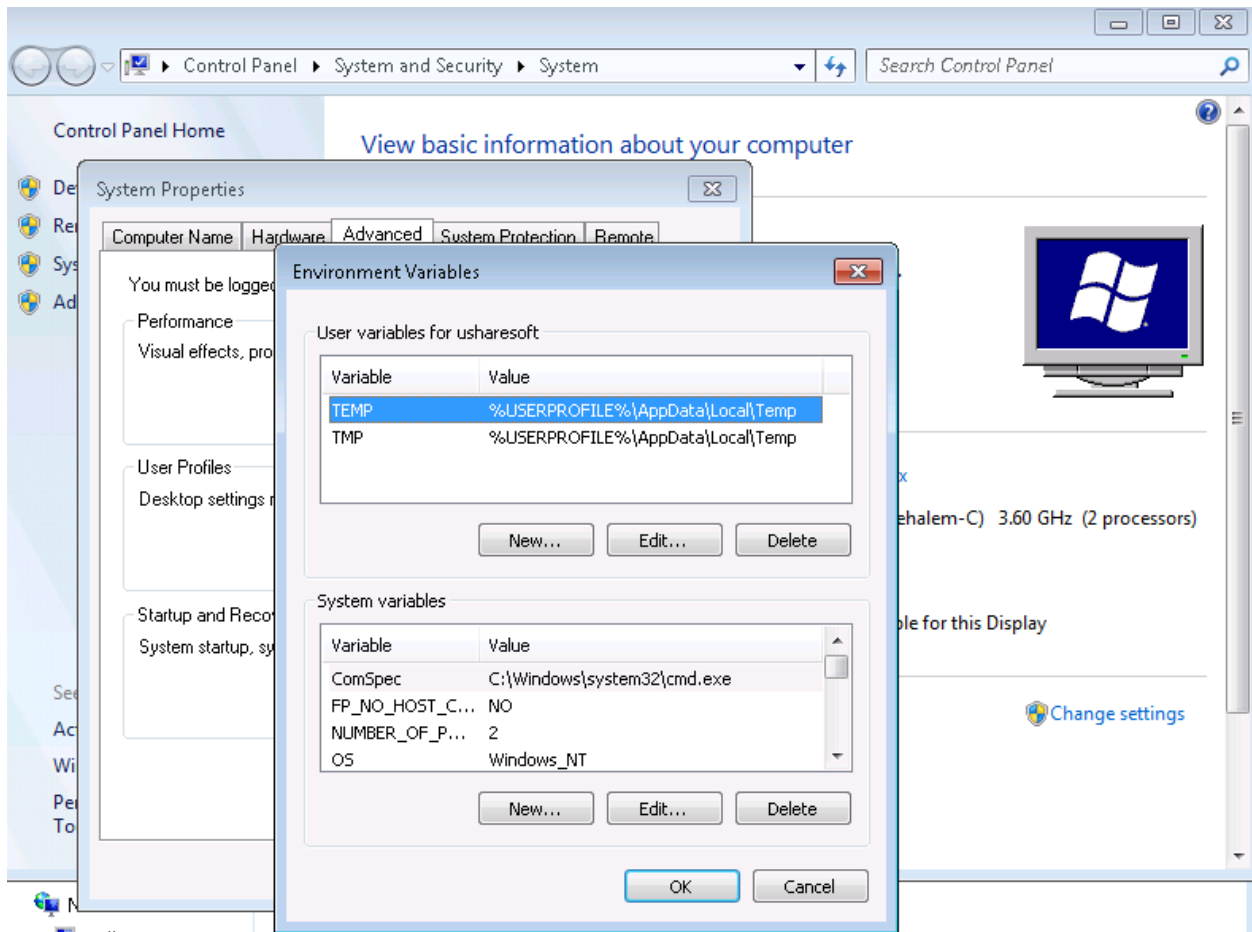 Control Panel
System and Security
System
Search Control Panel
Control Panel Home
View basic information about your computer
System Properties
Computer Name
Hardware
Advanced
System Protection
Remote
You must be logged
Performance
Visual effects, pro
User Profiles
Desktop settings
Startup and Reco
System startup, sy
Environment Variables
User variables for usharesoft
Variable Value
TEMP %USERPROFILE%\AppData\Local\Temp
TMP %USERPROFILE%\AppData\Local\Temp
New... Edit... Delete
System variables
Variable Value
ComSpec C:\Windows\system32\cmd.exe
FP_NO_HOST_C... NO
NUMBER_OF_P... 2
OS Windows_NT
New... Edit... Delete
OK Cancel
ehalem-C) 3.60 GHz (2 processors)
ble for this Display
Change settings